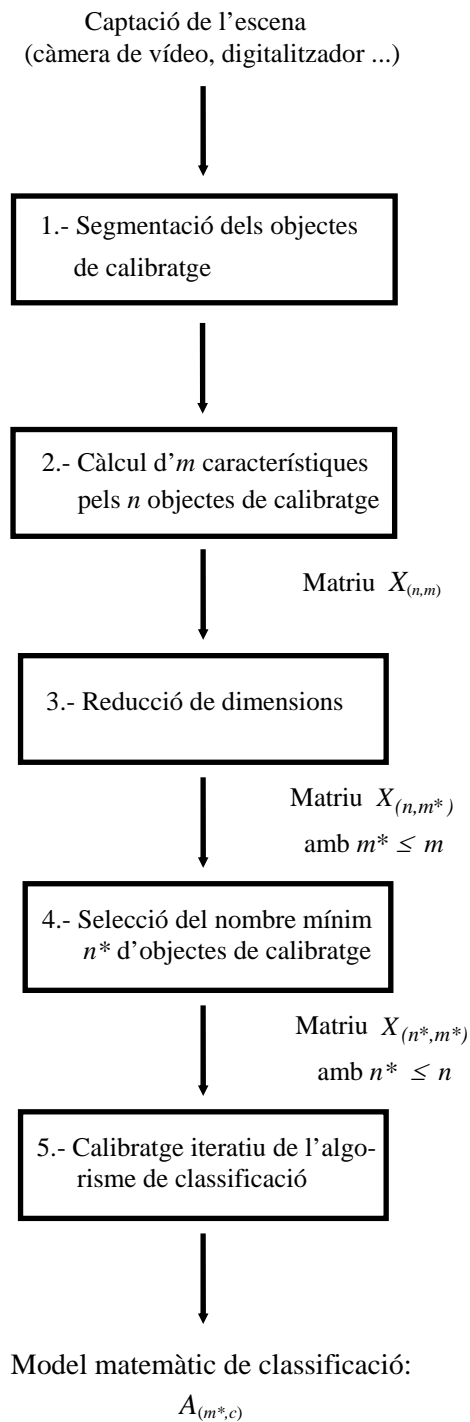 Captació de l’escena
(càmera de vídeo, digitalitzador ...)
1.- Segmentació dels objectes
de calibratge
2.- Càlcul d’m característiques
pels n objectes de calibratge
Matriu X(n,m)
3.- Reducció de dimensions
Matriu X(n,m*)
amb m* ≤ m
4.- Selecció del nombre mínim
n* d’objectes de calibratge
Matriu X(n*,m*)
amb n* ≤ n
5.- Calibratge iteratiu de l’algo-
risme de classificació
Model matemàtic de classificació:
A(m*,c)